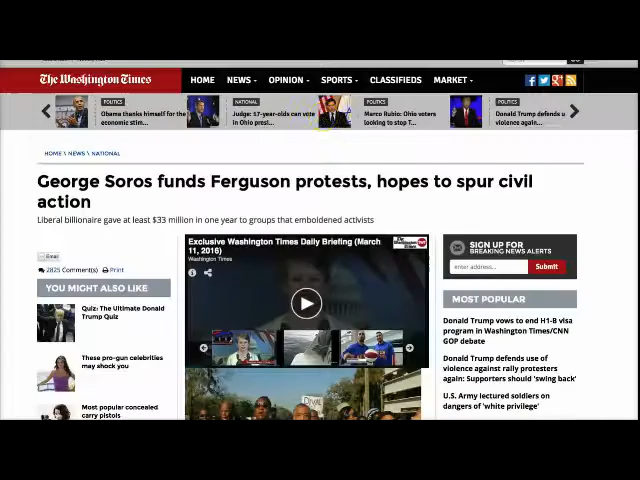 The Washington Times
HOME NEWS OPINION SPORTS CLASSIFIEDS MARKET
POLITICS
Obama thanks himself for the economic stim...
NATIONAL
Judge: 17-year-olds can vote in Ohio presi...
POLITICS
Marco Rubio: Ohio voters looking to stop T...
POLITICS
Donald Trump defends u
violence again...
HOME \ NEWS \ NATIONAL
George Soros funds Ferguson protests, hopes to spur civil
action
Liberal billionaire gave at least $33 million in one year to groups that emboldened activists
Email
2825 Comment(s) Print
YOU MIGHT ALSO LIKE
Quiz: The Ultimate Donald
Trump Quiz
These pro-gun celebrities
may shock you
Most popular concealed
carry pistols
Exclusive Washington Times Daily Briefing (March
11, 2016)
Washington Times
The Washington Times
SIGN UP FOR
BREAKING NEWS ALERTS
enter address... Submit
MOST POPULAR
Donald Trump vows to end H1-B visa
program in Washington Times/CNN
GOP debate
Donald Trump defends use of
violence against rally protesters
again: Supporters should 'swing back'
U.S. Army lectured soldiers on
dangers of 'white privilege'